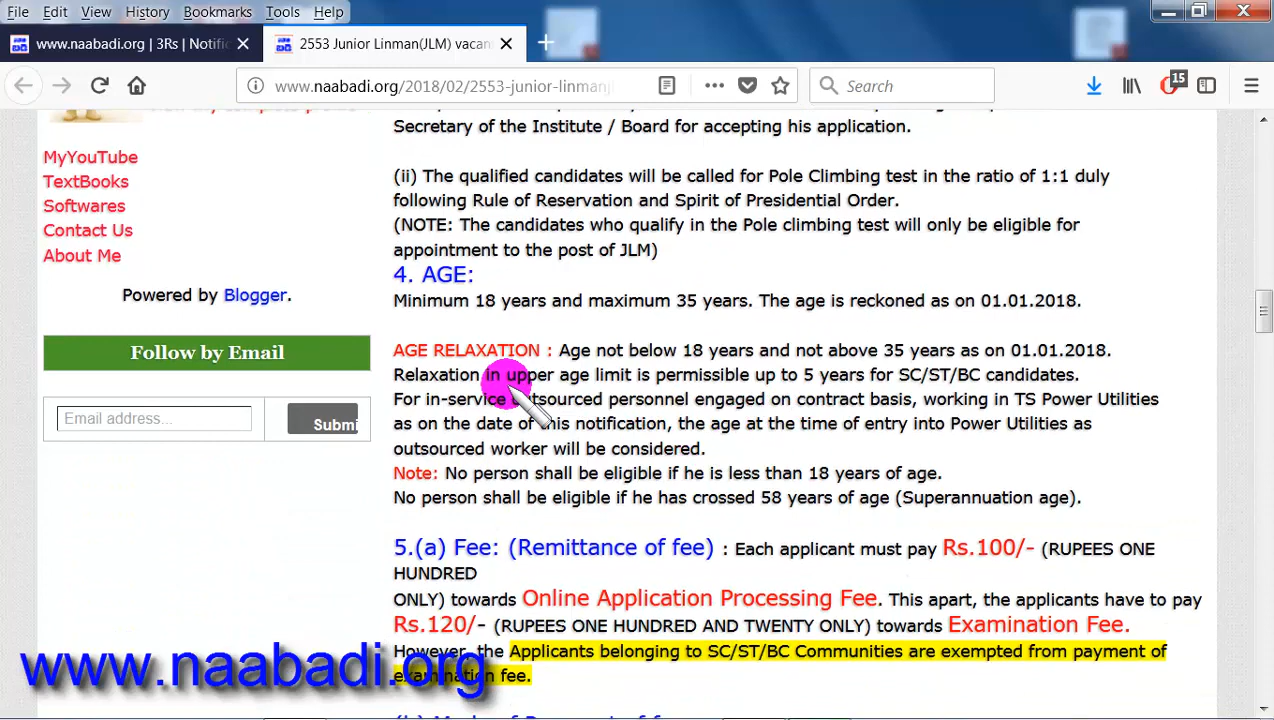 File Edit View History Bookmarks Tools Help
www.naabadi.org | 3Rs | Notifi
2553 Junior Linman(JLM) vacan
www.naabadi.org/2018/02/2553-junior-linmanj
Search
15
Secretary of the Institute / Board for accepting his application.
MyYouTube
TextBooks
Softwares
Contact Us
About Me
Powered by Blogger.
Follow by Email
Email address...
Submi
(ii) The qualified candidates will be called for Pole Climbing test in the ratio of 1:1 duly
following Rule of Reservation and Spirit of Presidential Order.
(NOTE: The candidates who qualify in the Pole climbing test will only be eligible for
appointment to the post of JLM)
4. AGE:
Minimum 18 years and maximum 35 years. The age is reckoned as on 01.01.2018.
AGE RELAXATION : Age not below 18 years and not above 35 years as on 01.01.2018.
Relaxation in upper age limit is permissible up to 5 years for SC/ST/BC candidates.
For in-service outsourced personnel engaged on contract basis, working in TS Power Utilities
as on the date of this notification, the age at the time of entry into Power Utilities as
outsourced worker will be considered.
Note: No person shall be eligible if he is less than 18 years of age.
No person shall be eligible if he has crossed 58 years of age (Superannuation age).
5.(a) Fee: (Remittance of fee) : Each applicant must pay Rs.100/- (RUPEES ONE
HUNDRED
ONLY) towards Online Application Processing Fee. This apart, the applicants have to pay
Rs.120/- (RUPEES ONE HUNDRED AND TWENTY ONLY) towards Examination Fee.
However, the Applicants belonging to SC/ST/BC Communities are exempted from payment of
examination fee.
www.naabadi.org